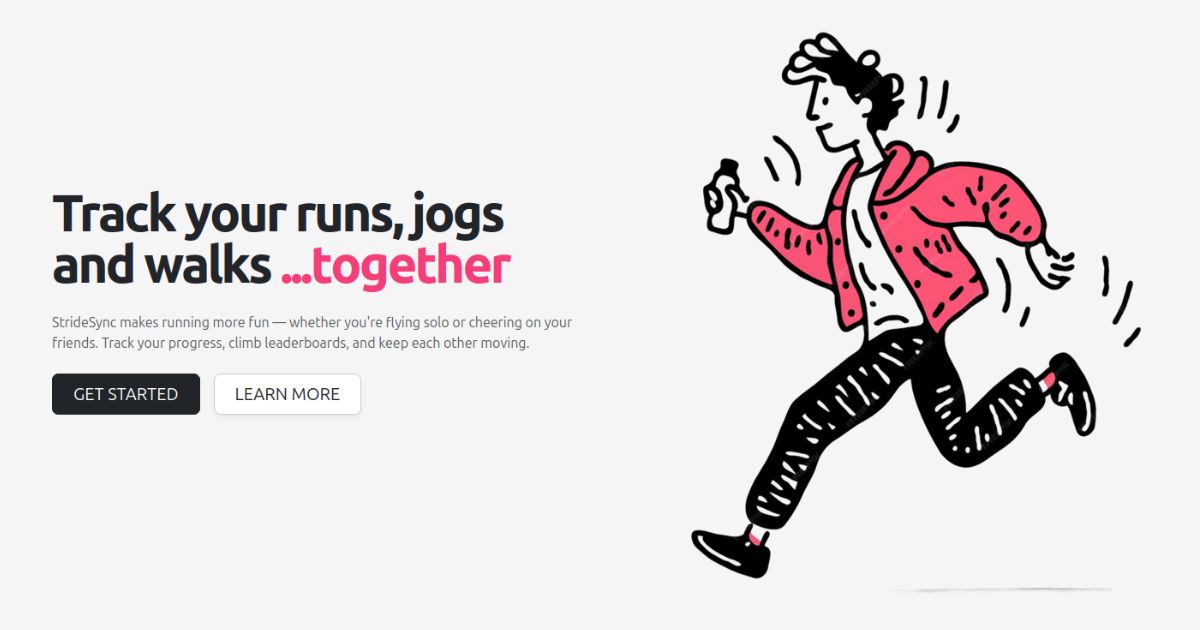 Track your runs, jogs
and walks ...together
StrideSync makes running more fun — whether you're flying solo or cheering on your
friends. Track your progress, climb leaderboards, and keep each other moving.
GET STARTED
LEARN MORE